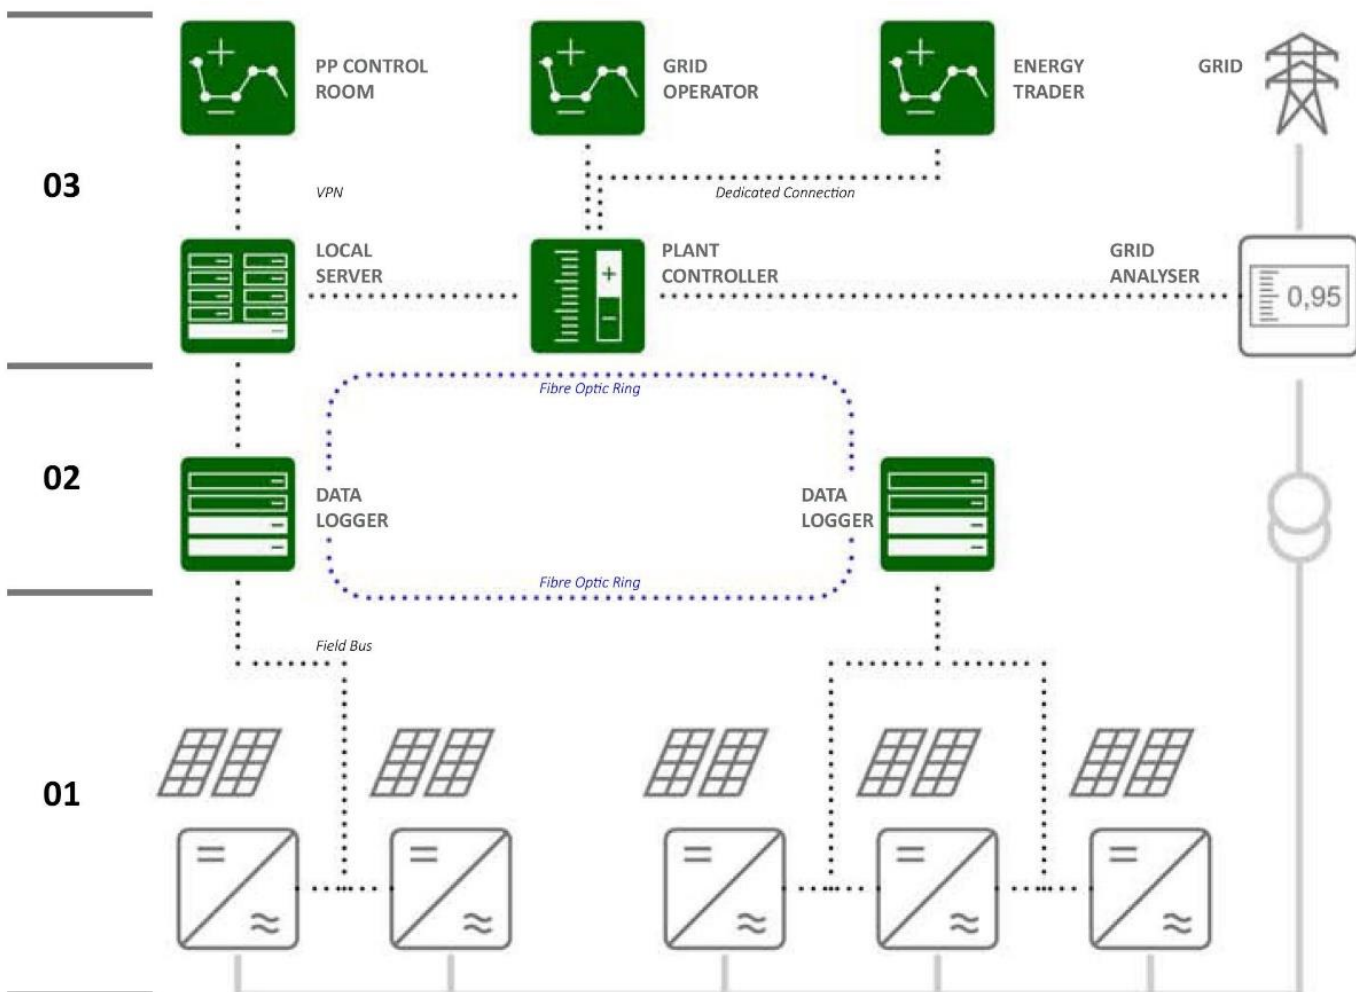 PP CONTROL
ROOM
GRID
OPERATOR
ENERGY
TRADER
GRID
03
VPN
Dedicated Connection
LOCAL
SERVER
PLANT
CONTROLLER
GRID
ANALYSER
0,95
Fibre Optic Ring
02
DATA
LOGGER
DATA
LOGGER
Fibre Optic Ring
Field Bus
01